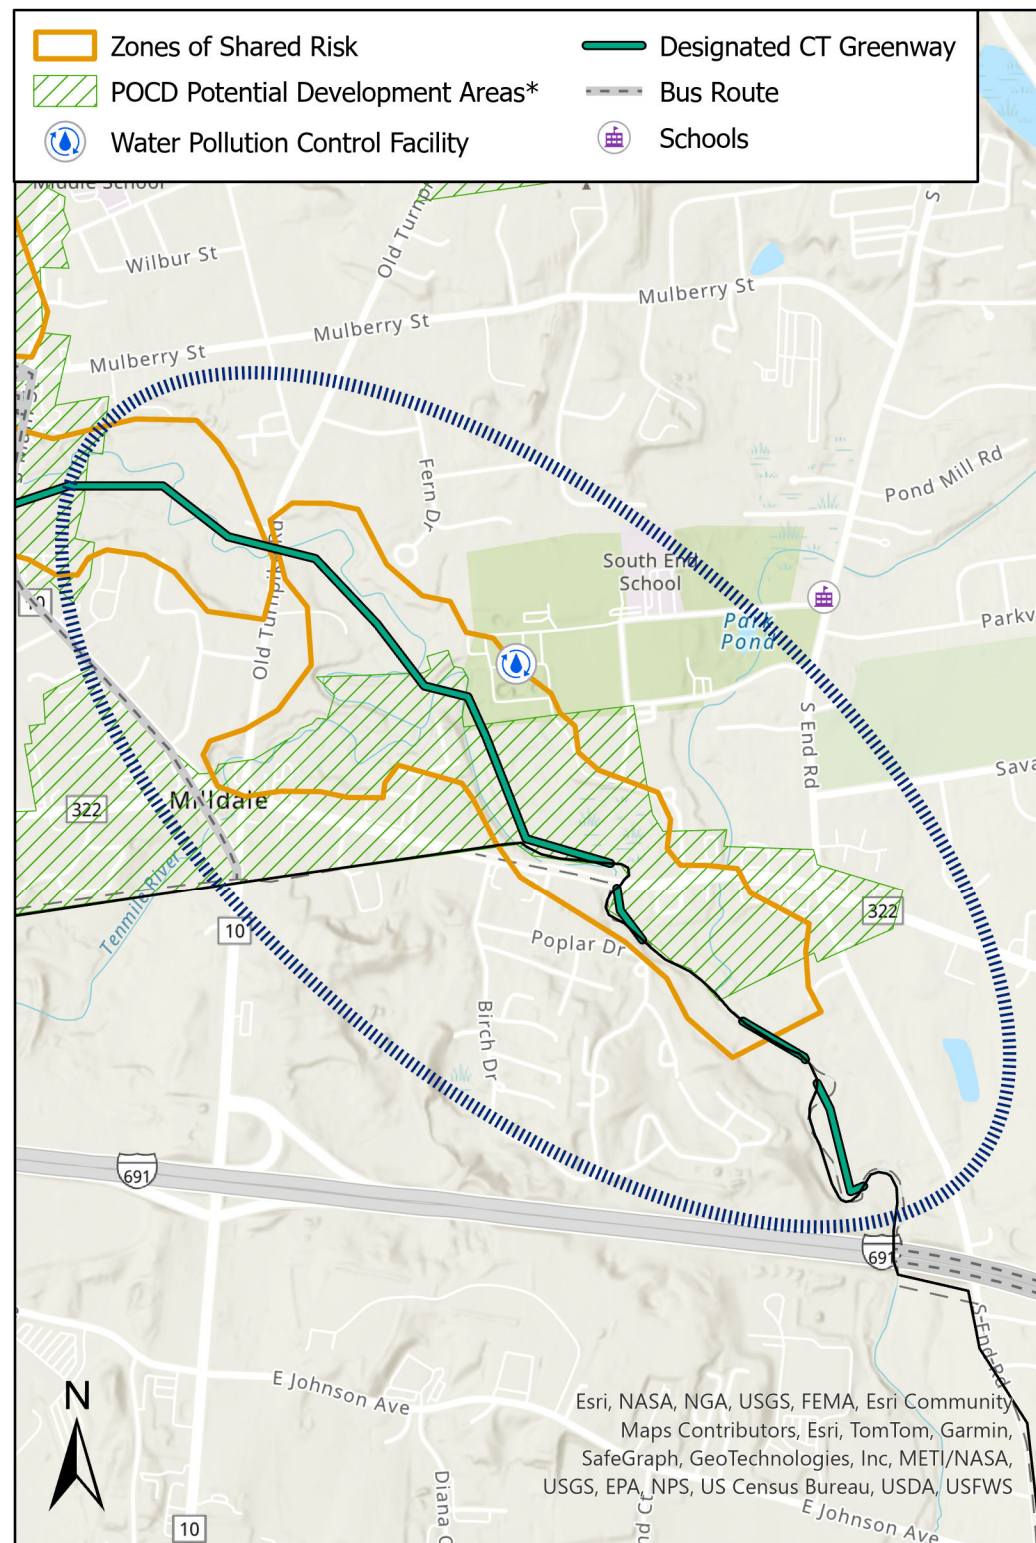 Zones of Shared Risk
Designated CT Greenway
POCD Potential Development Areas*
Bus Route
Water Pollution Control Facility
Schools
Middle School
Wilbur St
Mulberry St
Mulberry St
Mulberry St
Pond Mill Rd
Fern Dr
South End
School
Park
Pond
Old Turnpike Rd
S End Rd
322
Milldale
322
Tenmile River
10
Poplar Dr
Birch Dr
691
691
S End Rd
E Johnson Ave
N
Esri, NASA, NGA, USGS, FEMA, Esri Community
Maps Contributors, Esri, TomTom, Garmin,
SafeGraph, GeoTechnologies, Inc, METI/NASA,
USGS, EPA, NPS, US Census Bureau, USDA, USFWS
E Johnson Ave
10